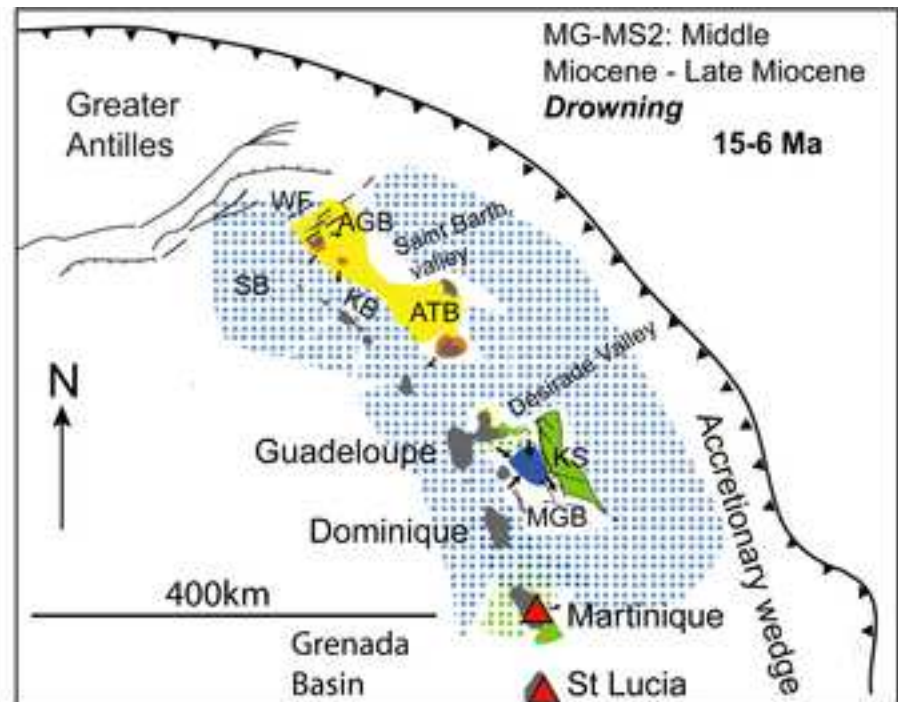 MG-MS2: Middle
Miocene - Late Miocene
Drowning
15-6 Ma
Greater
Antilles
WF
AGB
Saint Barth.
valley
SB
KB
ATB
N
Désirade Valley
Guadeloupe
KS
MGB
Dominique
Accretionary wedge
400km
Martinique
Grenada
Basin
St Lucia